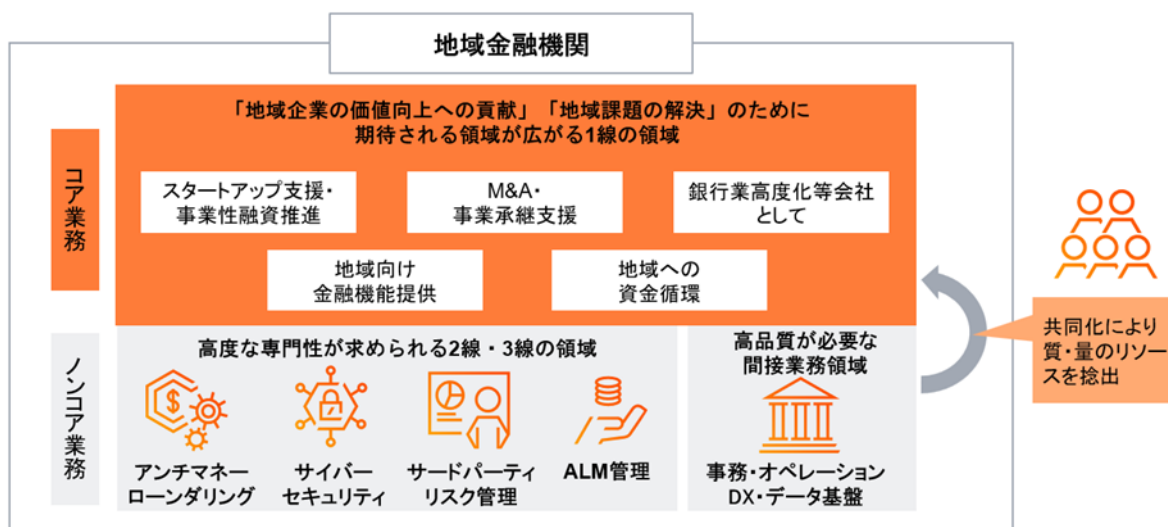 地域金融機関
「地域企業の価値向上への貢献」「地域課題の解決」のために
期待される領域が広がる1線の領域
コア業務
スタートアップ支援・
事業性融資推進
M&A・
事業承継支援
銀行業高度化等会社
として
地域向け
金融機能提供
地域への
資金循環
共同化により
質・量のリソー
スを捻出
ノンコア業務
高度な専門性が求められる2線・3線の領域
高品質が必要な
間接業務領域
アンチマネー
ローンダリング
サイバー
セキュリティ
サードパーティ
リスク管理
ALM管理
事務・オペレーション
DX・データ基盤